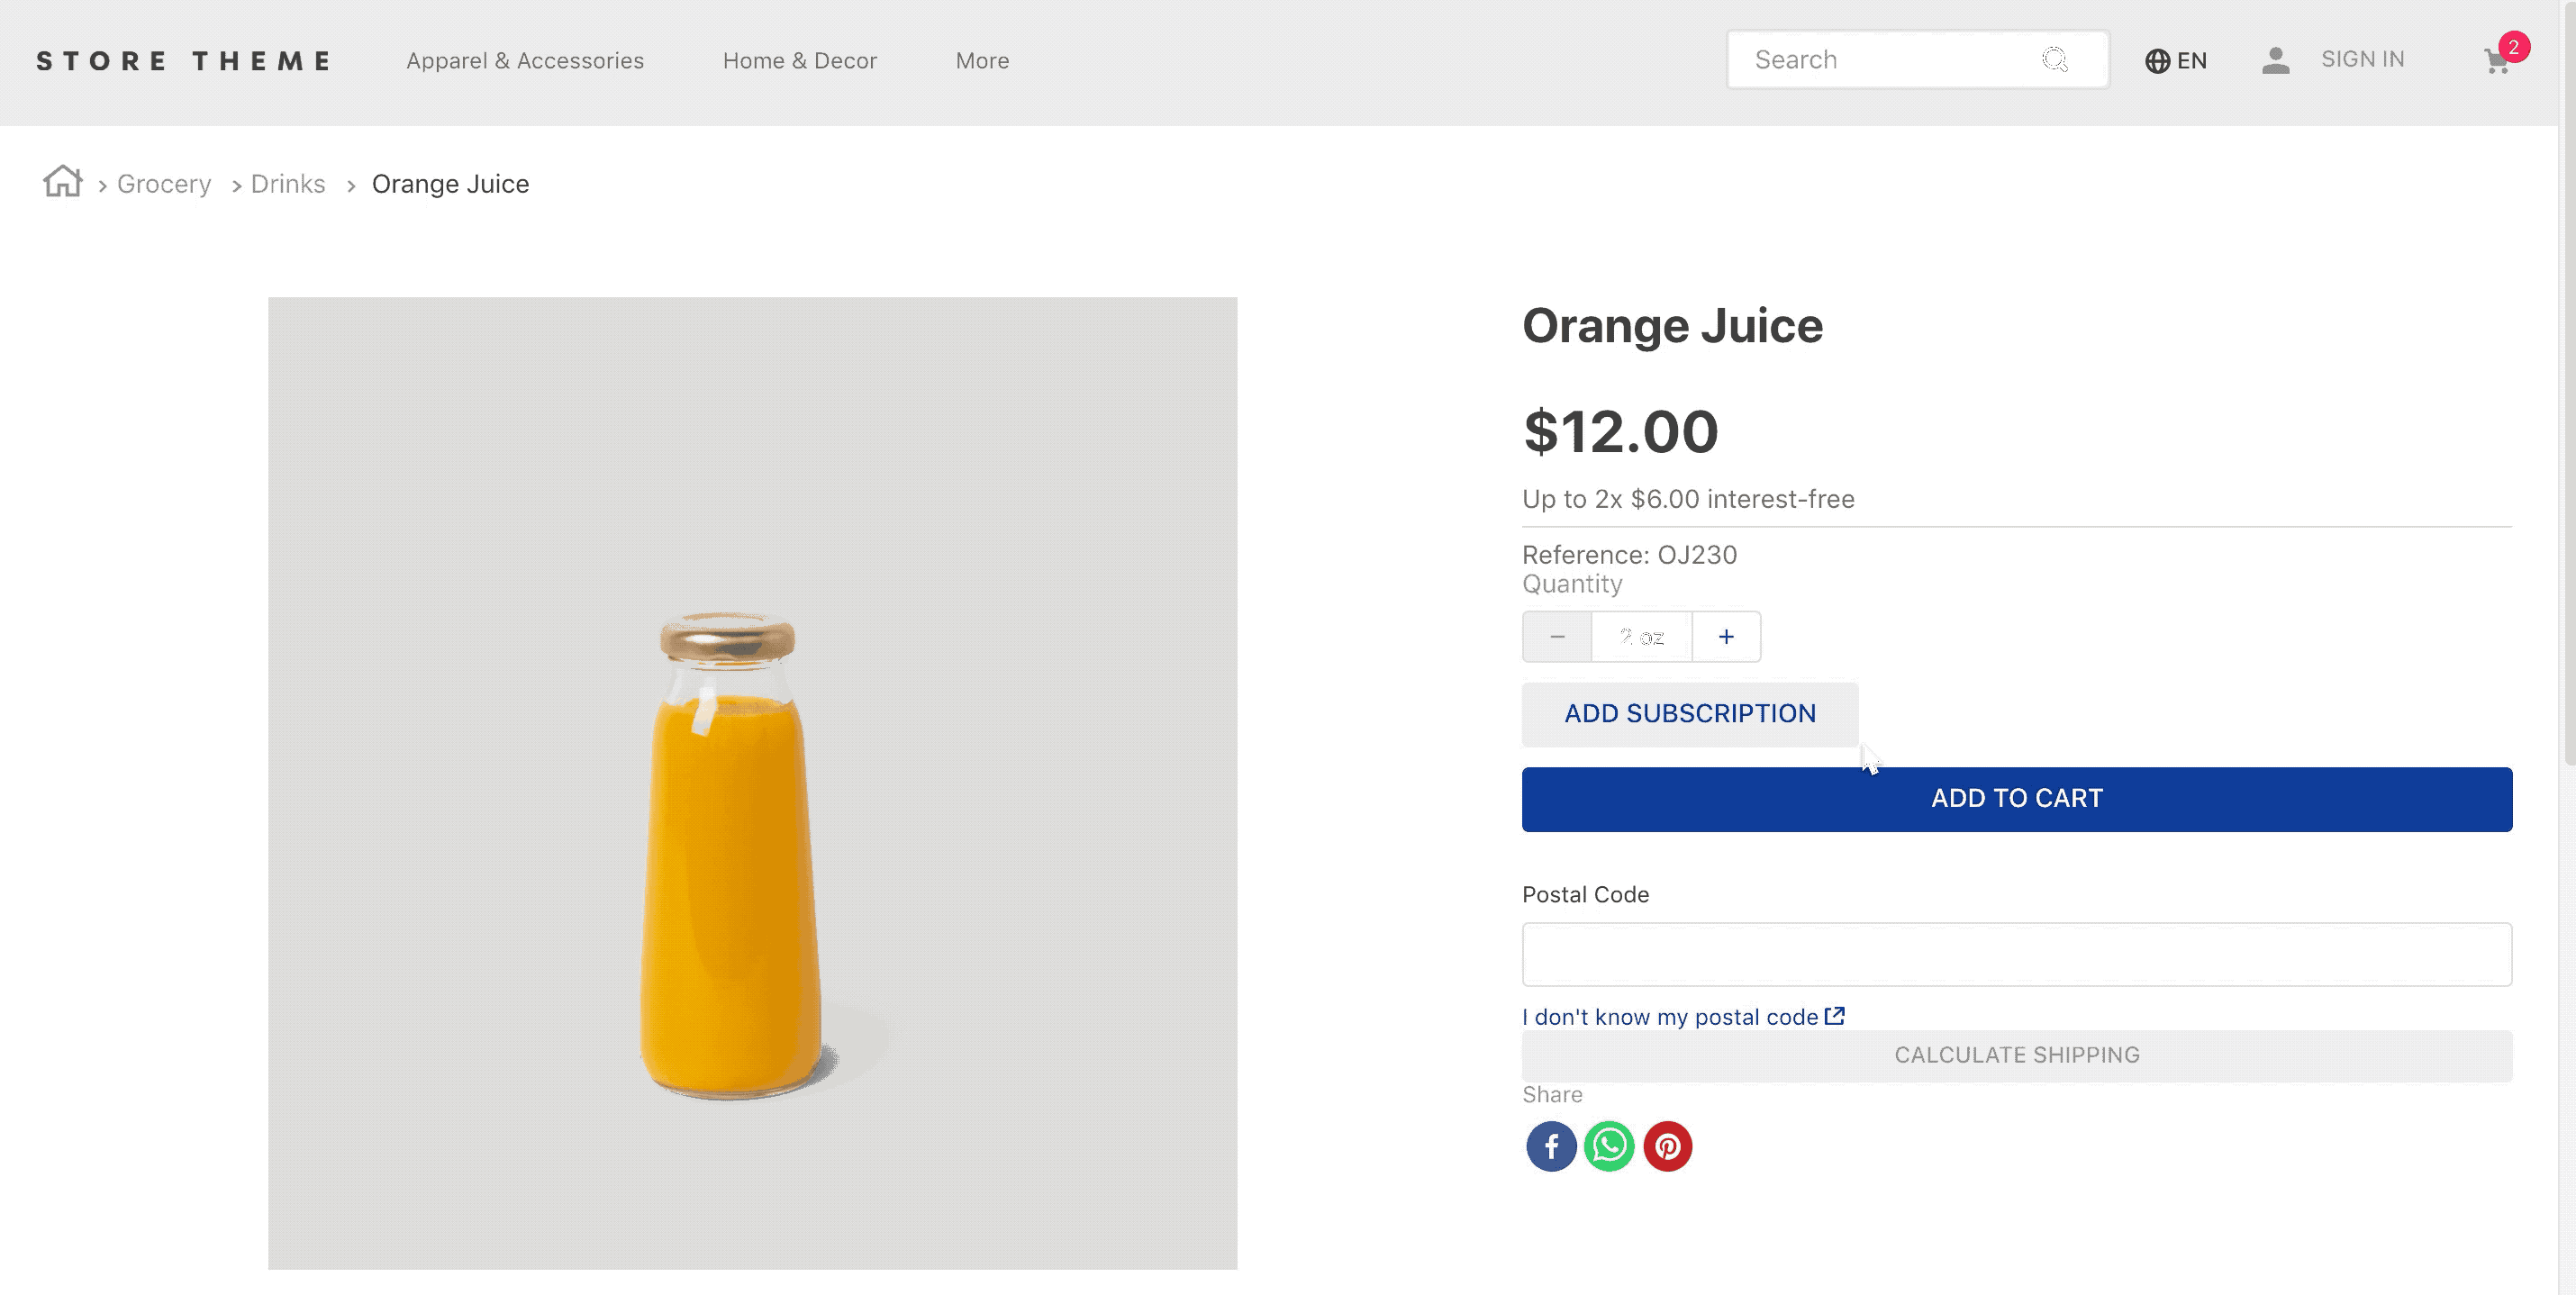 STORE THEME
Apparel & Accessories
Home & Decor
More
Search
EN
SIGN IN
2
Grocery
Drinks
Orange Juice
Orange Juice
$12.00
Up to 2x $6.00 interest-free
Reference: OJ230
Quantity
− 2 oz +
ADD SUBSCRIPTION
ADD TO CART
Postal Code
I don't know my postal code
CALCULATE SHIPPING
Share